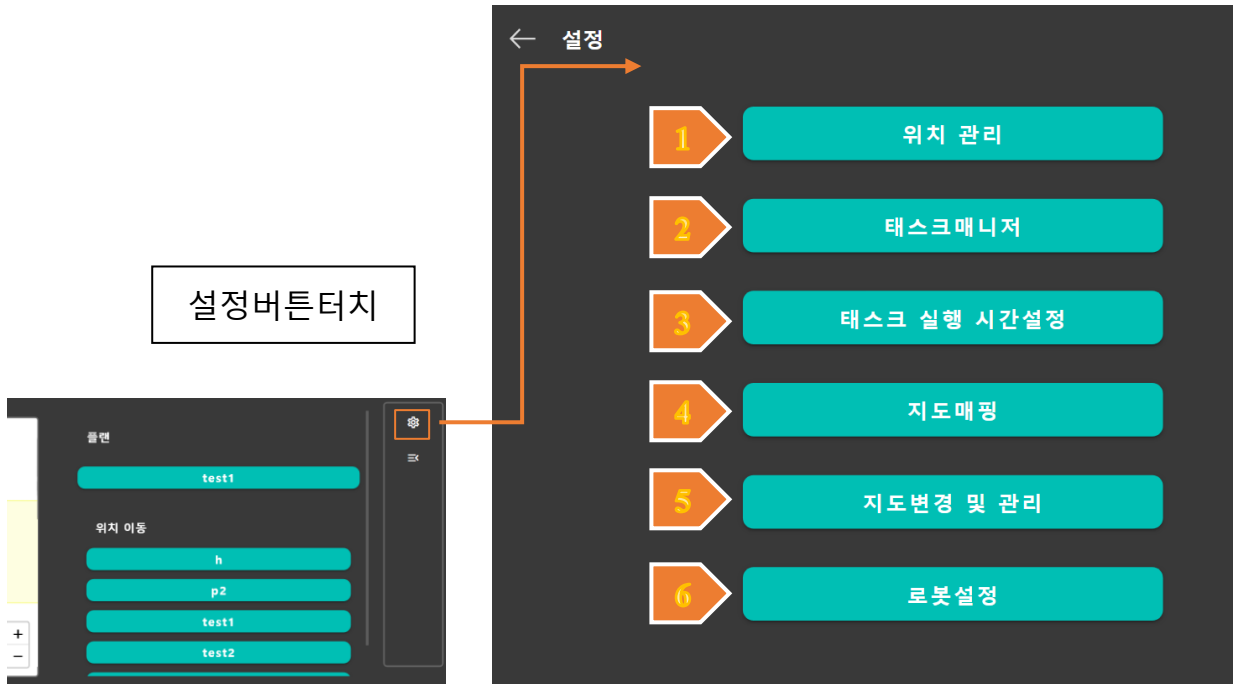 설정
1
위치 관리
2
태스크매니저
3
태스크 실행 시간설정
4
지도매핑
5
지도변경 및 관리
6
로봇설정
설정버튼터치
플랜
test1
위치 이동
h
p2
test1
test2
+
−